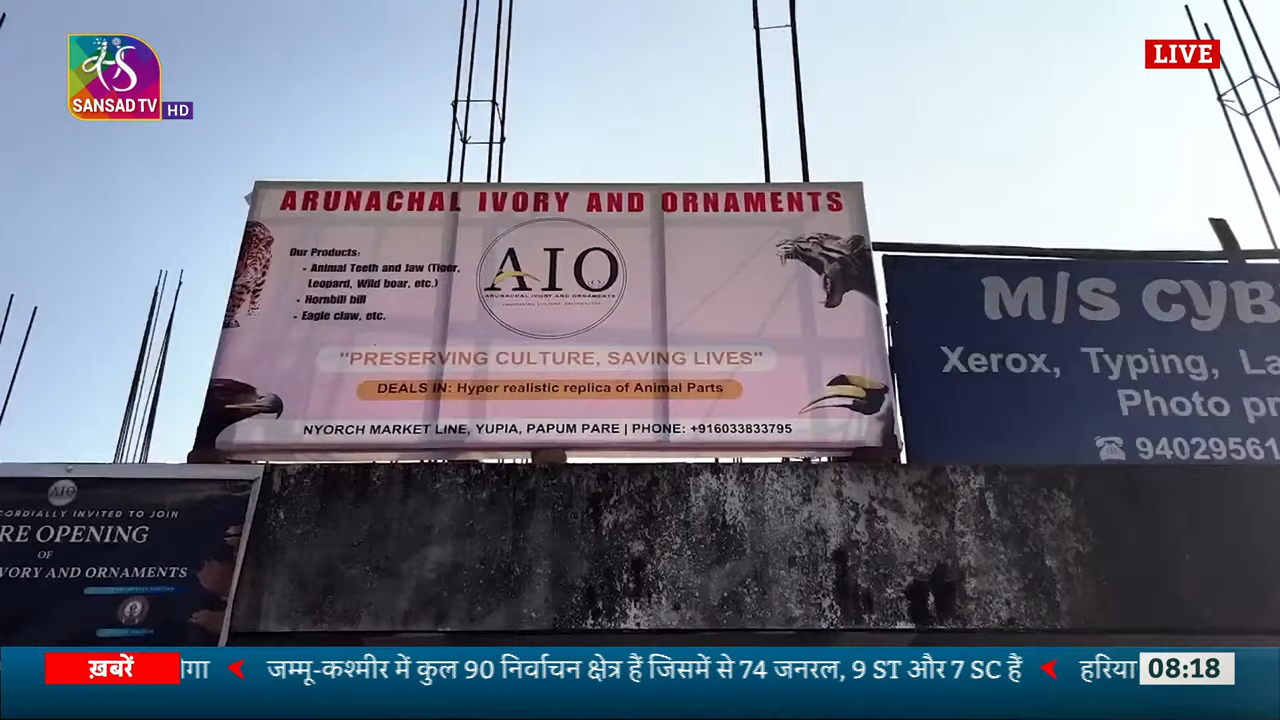 SANSAD TV
HD
LIVE
ARUNACHAL IVORY AND ORNAMENTS
Our Products:
- Animal Teeth and Jaw (Tiger,
Leopard, Wild boar, etc.)
- Hornbill bill
- Eagle claw, etc.
AIO
ARUNACHAL IVORY AND ORNAMENTS
"PRESERVING CULTURE, SAVING LIVES"
DEALS IN: Hyper realistic replica of Animal Parts
NYORCH MARKET LINE, YUPIA, PAPUM PARE | PHONE: +916033833795
M/S CYB
Xerox, Typing, La
Photo pr
☎ 9402956
AIO
CORDIALLY INVITED TO JOIN
RE OPENING
OF
VORY AND ORNAMENTS
ख़बरें
गा ◄ जम्मू-कश्मीर में कुल 90 निर्वाचन क्षेत्र हैं जिसमें से 74 जनरल, 9 ST और 7 SC हैं ◄ हरिया
08:18